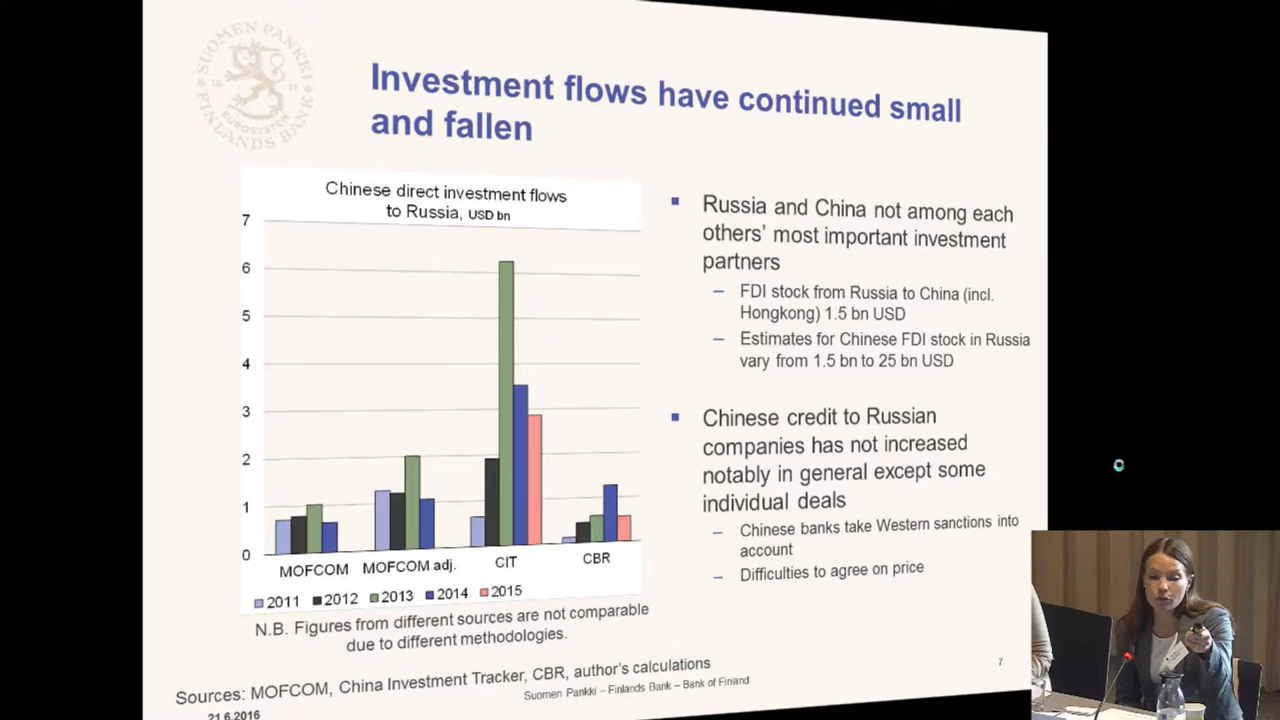 SUOMEN PANKKI
FINLANDS BANK
EUROSYSTEM
18 11
Investment flows have continued small
and fallen
Chinese direct investment flows
to Russia, USD bn
7
6
5
4
3
2
1
0
MOFCOM MOFCOM adj. CIT CBR
2011 2012 2013 2014 2015
N.B. Figures from different sources are not comparable
due to different methodologies.
Russia and China not among each
others' most important investment
partners
– FDI stock from Russia to China (incl.
Hongkong) 1.5 bn USD
– Estimates for Chinese FDI stock in Russia
vary from 1.5 bn to 25 bn USD
Chinese credit to Russian
companies has not increased
notably in general except some
individual deals
– Chinese banks take Western sanctions into
account
– Difficulties to agree on price
Sources: MOFCOM, China Investment Tracker, CBR, author's calculations
Suomen Pankki – Finlands Bank – Bank of Finland
7
21.6.2016